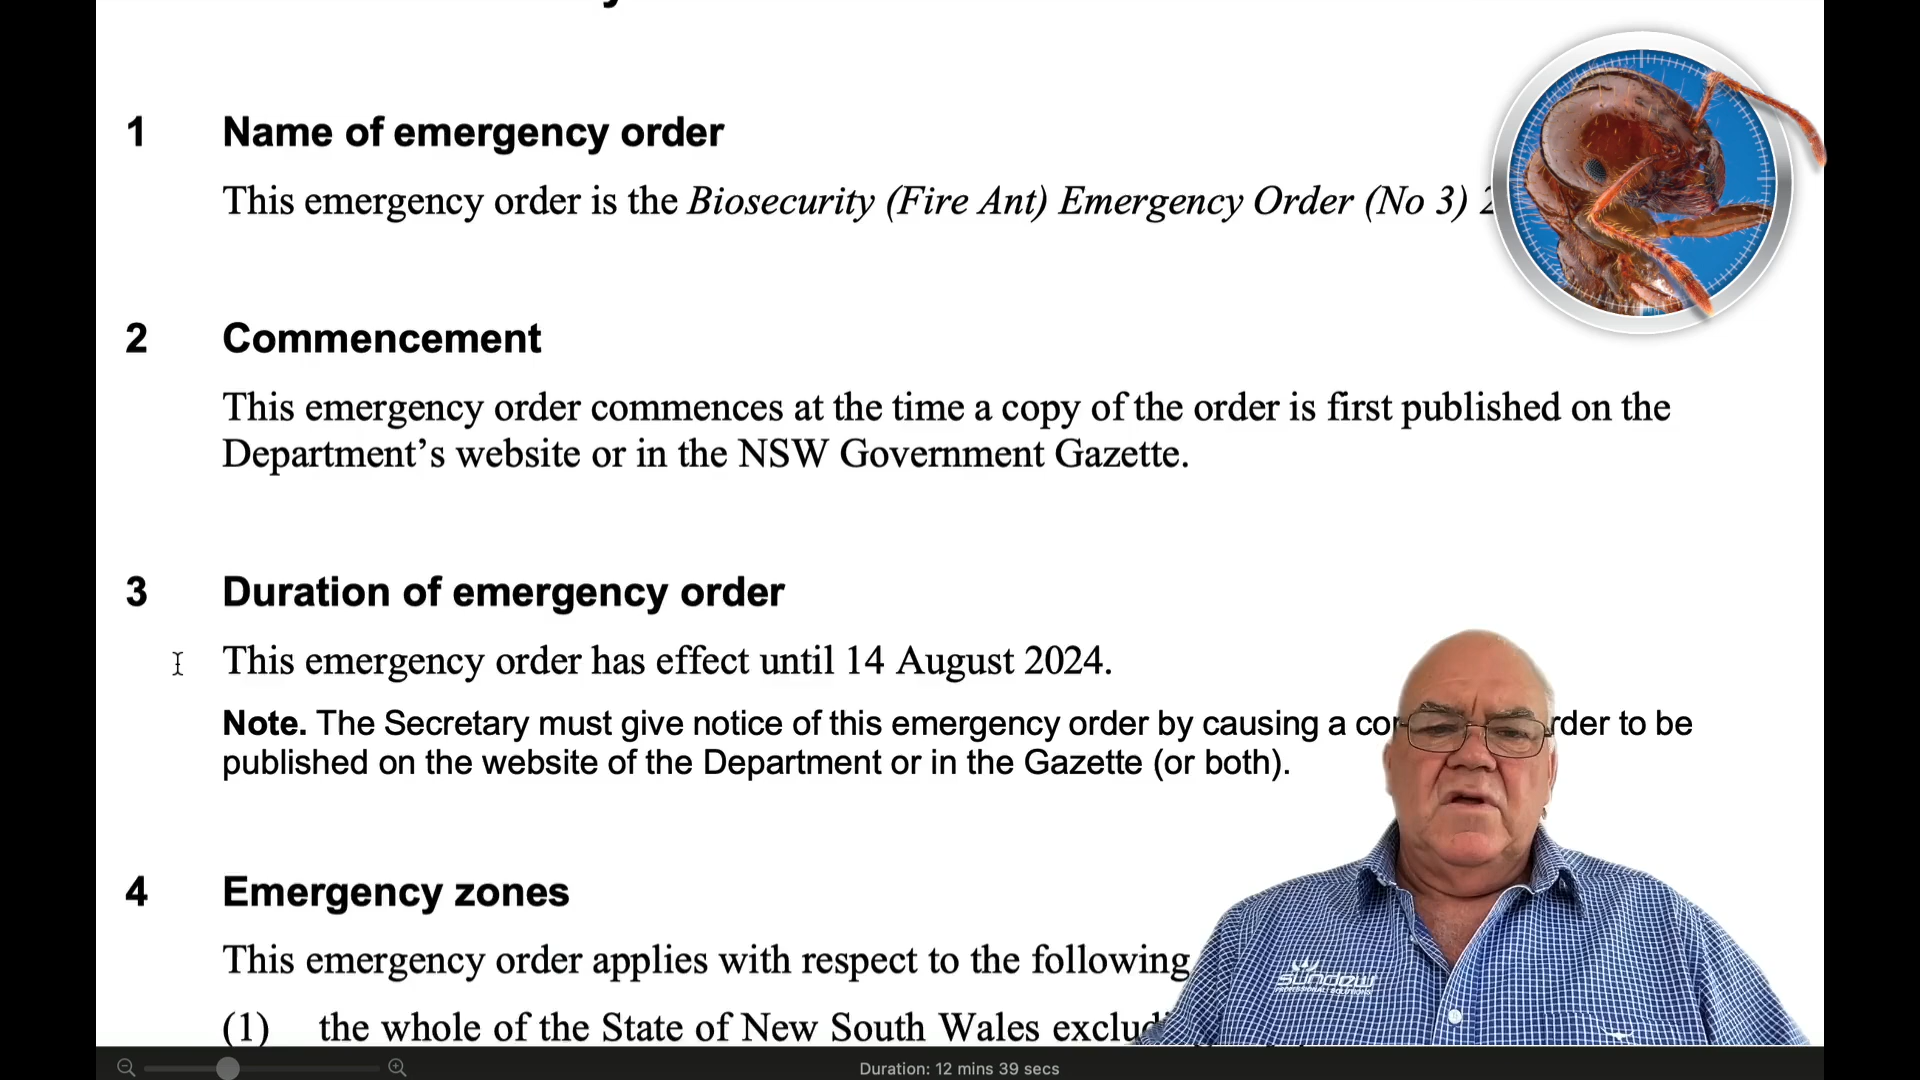 1 Name of emergency order
This emergency order is the Biosecurity (Fire Ant) Emergency Order (No 3)
2 Commencement
This emergency order commences at the time a copy of the order is first published on the
Department’s website or in the NSW Government Gazette.
3 Duration of emergency order
This emergency order has effect until 14 August 2024.
Note. The Secretary must give notice of this emergency order by causing a to be
published on the website of the Department or in the Gazette (or both).
4 Emergency zones
This emergency order applies with respect to the following
(1) the whole of the State of New South Wales
sundew
PROFESSIONAL SOLUTIONS
Duration: 12 mins 39 secs